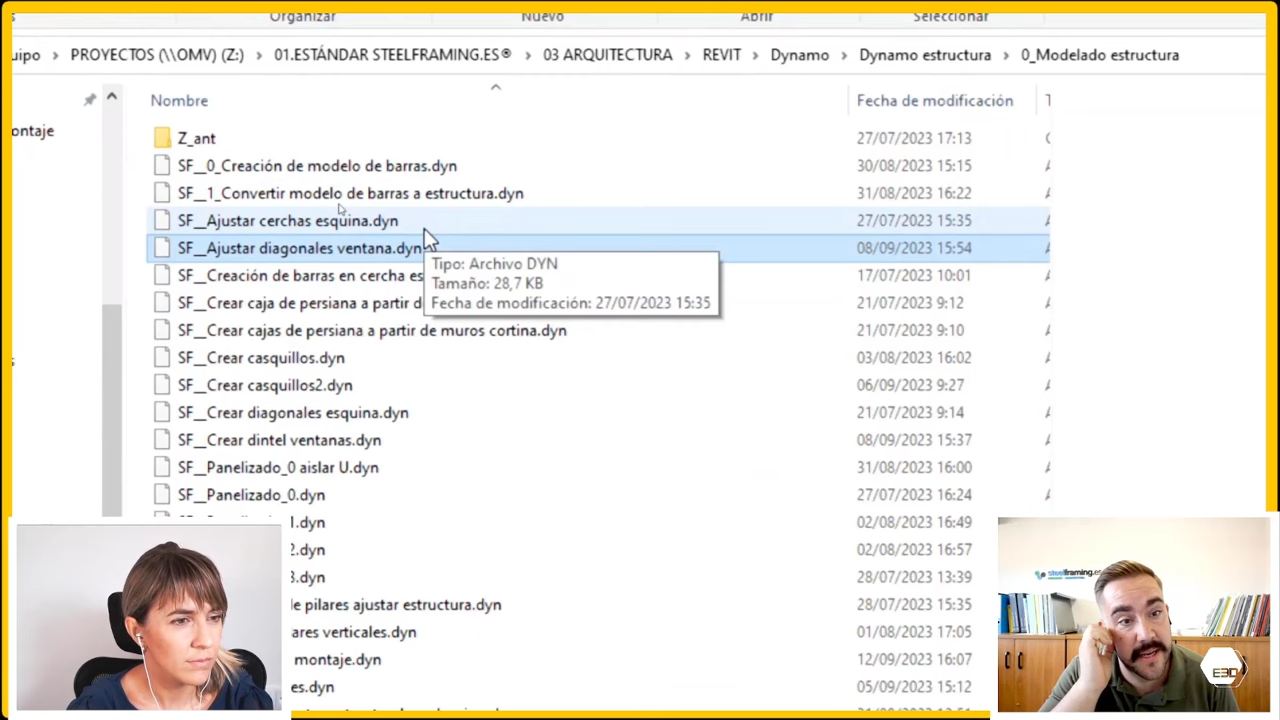 Organizar Nuevo Abrir Seleccionar
uipo > PROYECTOS (\\OMV) (Z:) > 01.ESTÁNDAR STEELFRAMING.ES® > 03 ARQUITECTURA > REVIT > Dynamo > Dynamo estructura > 0_Modelado estructura
Nombre Fecha de modificación T
ontaje
Z_ant 27/07/2023 17:13
SF__0_Creación de modelo de barras.dyn 30/08/2023 15:15
SF__1_Convertir modelo de barras a estructura.dyn 31/08/2023 16:22
SF__Ajustar cerchas esquina.dyn 27/07/2023 15:35
SF__Ajustar diagonales ventana.dyn 08/09/2023 15:54
Tipo: Archivo DYN
Tamaño: 28,7 KB
Fecha de modificación: 27/07/2023 15:35
SF__Creación de barras en cercha es 17/07/2023 10:01
SF__Crear caja de persiana a partir d 21/07/2023 9:12
SF__Crear cajas de persiana a partir de muros cortina.dyn 21/07/2023 9:10
SF__Crear casquillos.dyn 03/08/2023 16:02
SF__Crear casquillos2.dyn 06/09/2023 9:27
SF__Crear diagonales esquina.dyn 21/07/2023 9:14
SF__Crear dintel ventanas.dyn 08/09/2023 15:37
SF__Panelizado_0 aislar U.dyn 31/08/2023 16:00
SF__Panelizado_0.dyn 27/07/2023 16:24
1.dyn 02/08/2023 16:49
2.dyn 02/08/2023 16:57
3.dyn 28/07/2023 13:39
le pilares ajustar estructura.dyn 28/07/2023 15:35
ares verticales.dyn 01/08/2023 17:05
montaje.dyn 12/09/2023 16:07
es.dyn 05/09/2023 15:12
steelframing.es
E3D